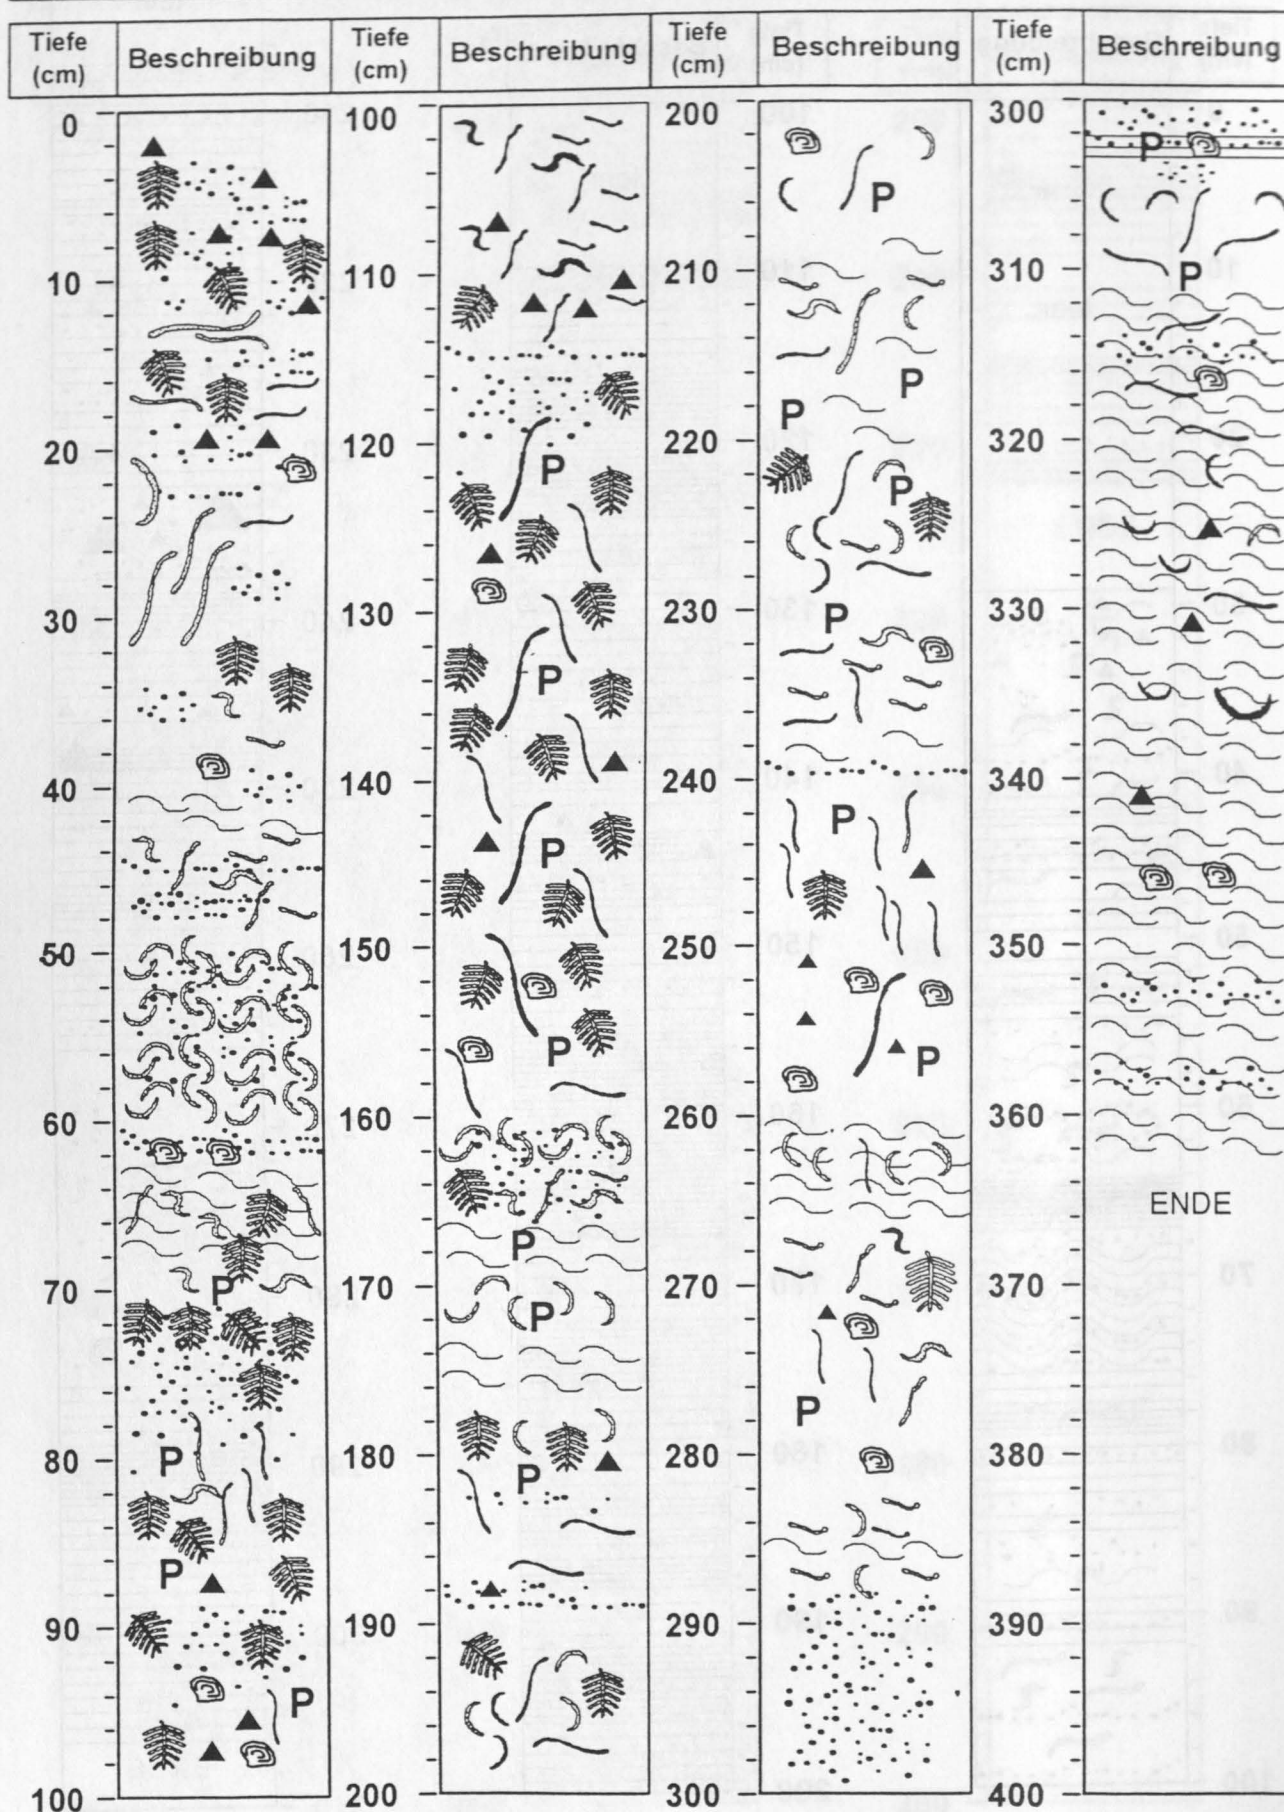 Tiefe (cm) Beschreibung Tiefe (cm) Beschreibung Tiefe (cm) Beschreibung Tiefe (cm) Beschreibung
0 100 200 300
P
P
10 110 210 310
P
P
P
20 120 220 320
P
P
30 130 230 330
P
P
40 140 240 340
P
P
50 150 250 350
P
P
60 160 260 360
ENDE
P
70 170 270 370
P
P
P
80 180 280 380
P
P
P
90 190 290 390
P
100 200 300 400